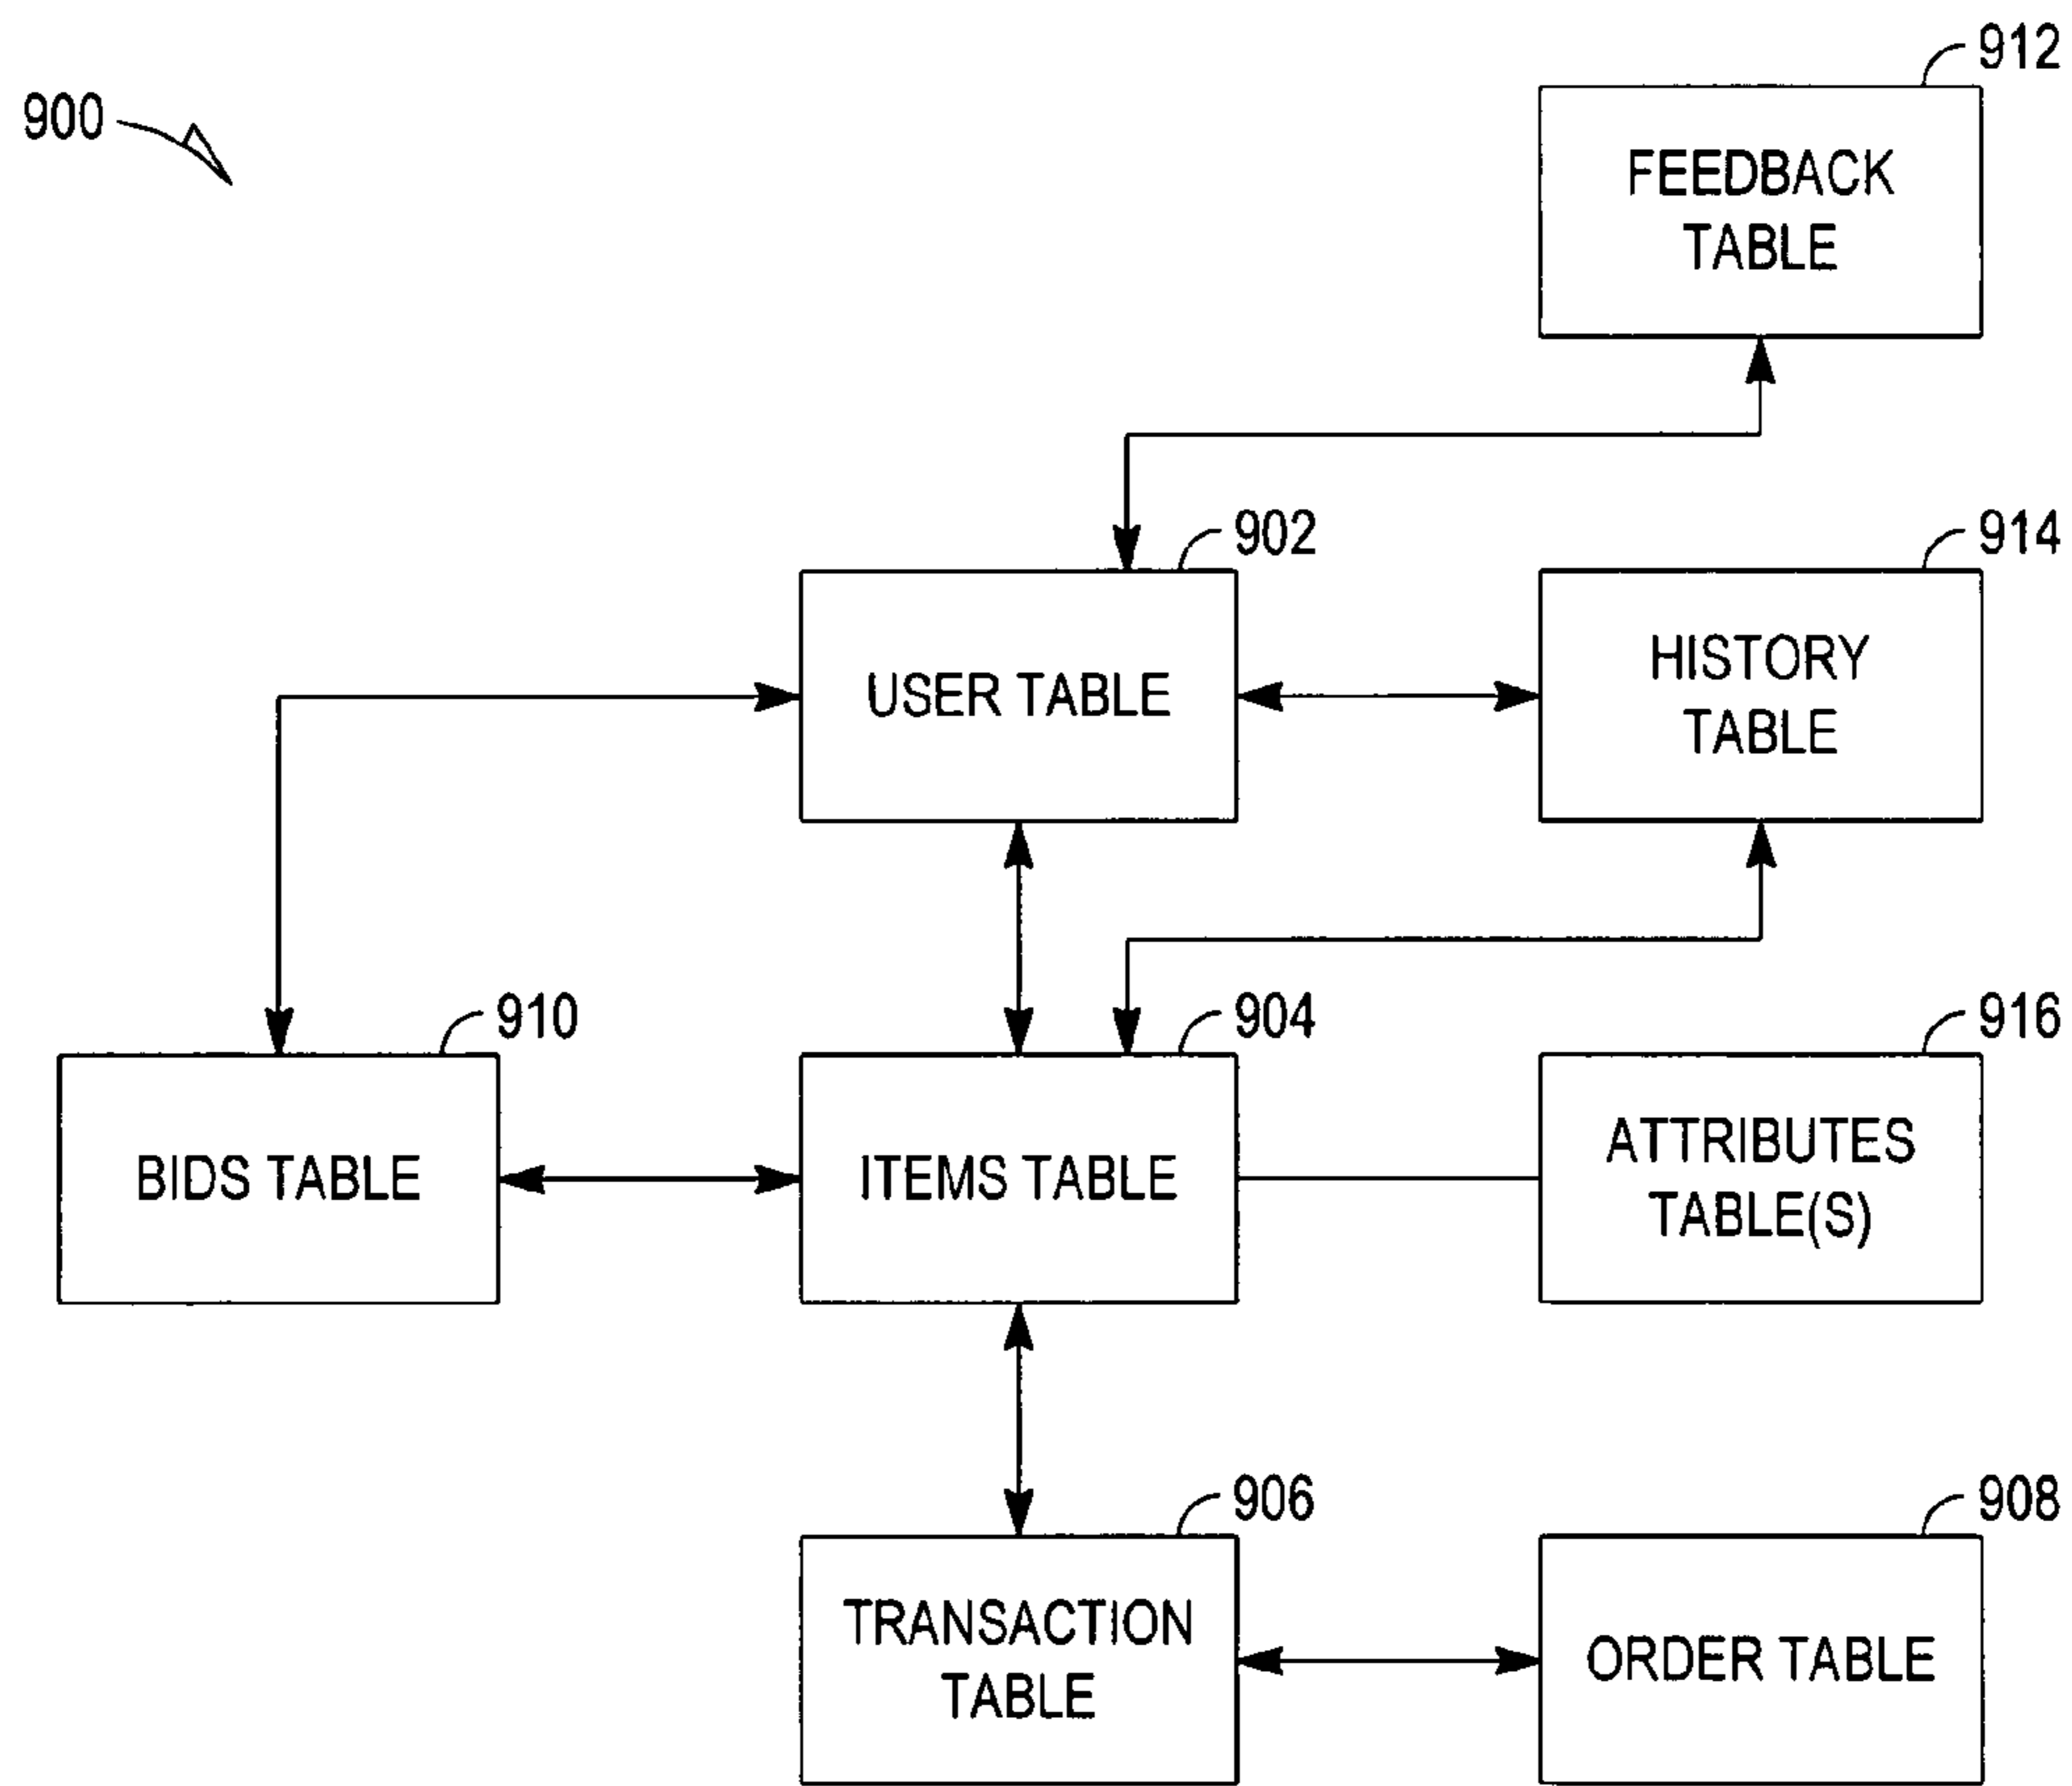 912
900
FEEDBACK
TABLE
902
914
USER TABLE
HISTORY
TABLE
910
904
916
BIDS TABLE
ITEMS TABLE
ATTRIBUTES
TABLE(S)
906
908
TRANSACTION
TABLE
ORDER TABLE